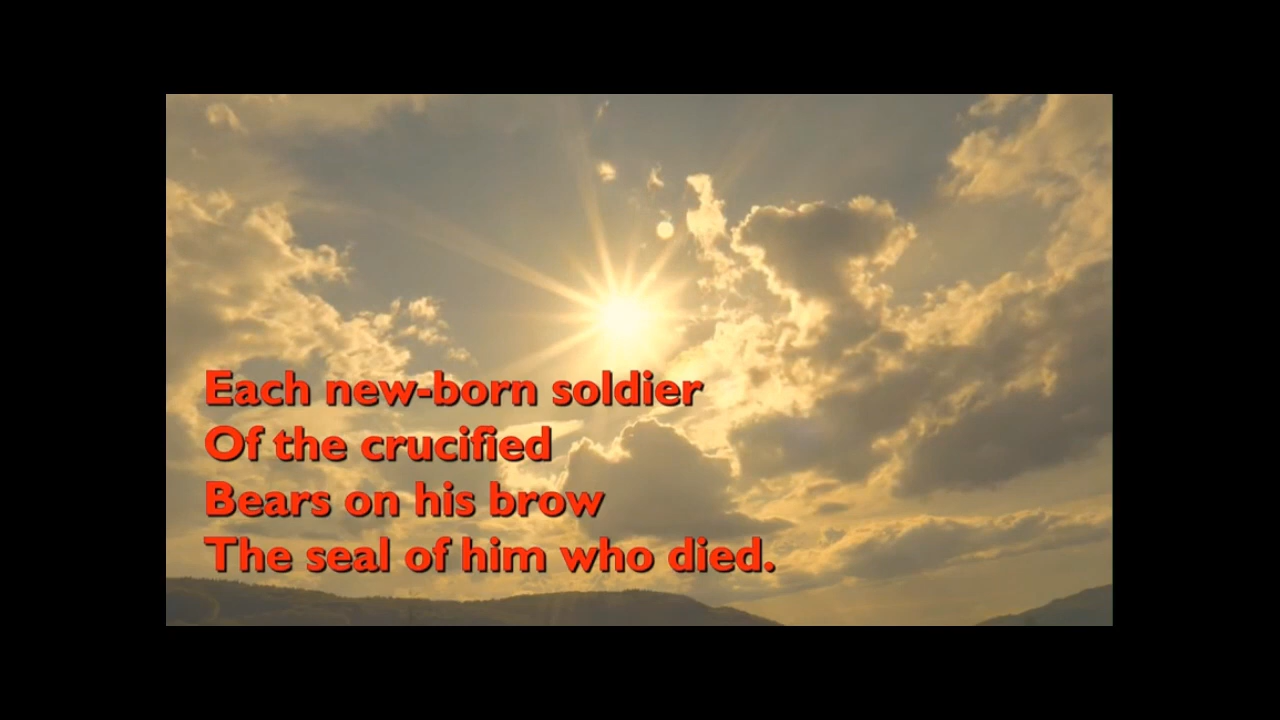 Each new-born soldier
Of the crucified
Bears on his brow
The seal of him who died.